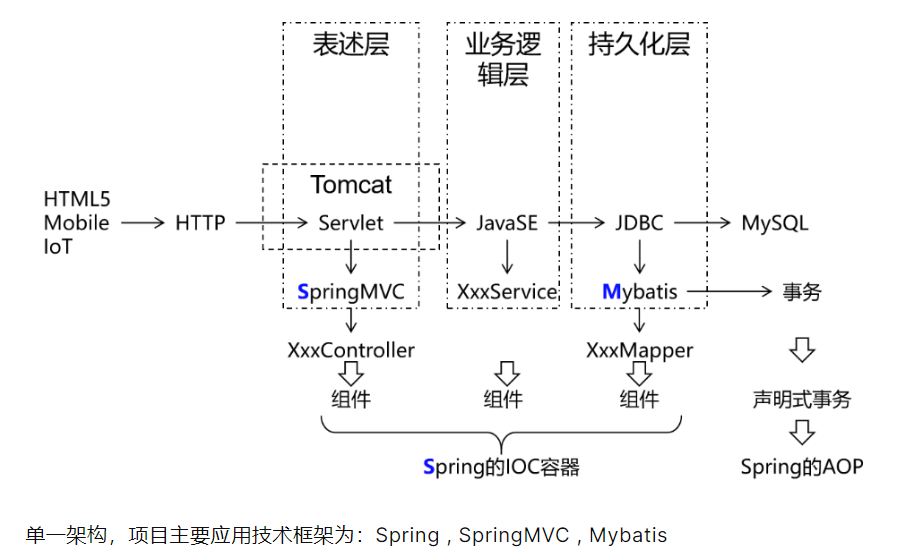 表述层
业务逻
辑层
持久化层
Tomcat
HTML5
Mobile
IoT
HTTP
Servlet
JavaSE
JDBC
MySQL
SpringMVC
XxxService
Mybatis
事务
XxxController
XxxMapper
组件
组件
组件
声明式事务
Spring的IOC容器
Spring的AOP
单一架构，项目主要应用技术框架为：Spring , SpringMVC , Mybatis